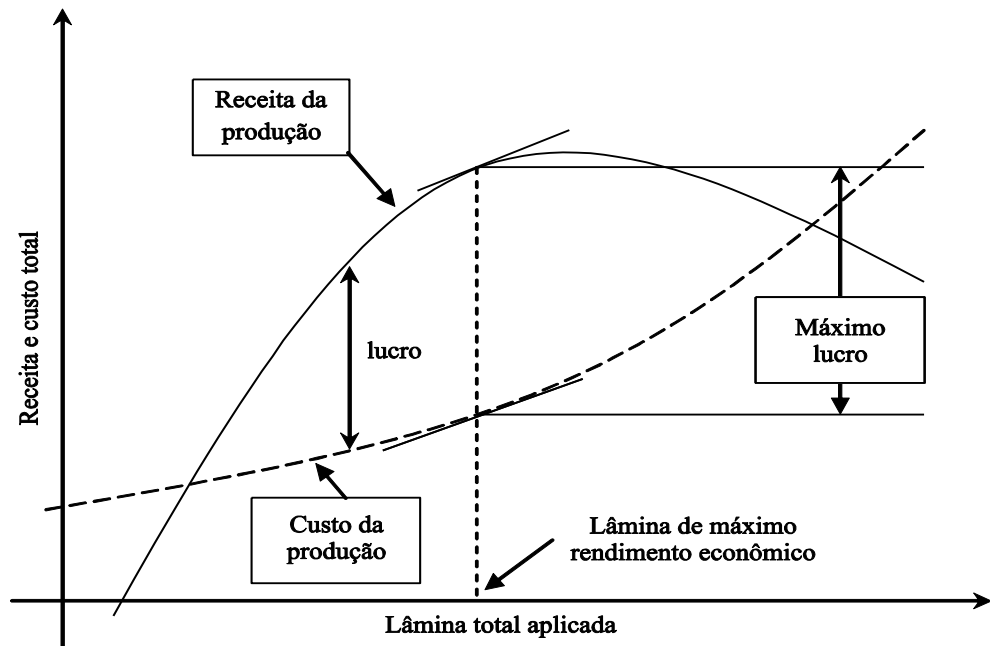 Receita da
produção
Receita e custo total
lucro
Máximo
lucro
Custo da
produção
Lâmina de máximo
rendimento econômico
Lâmina total aplicada